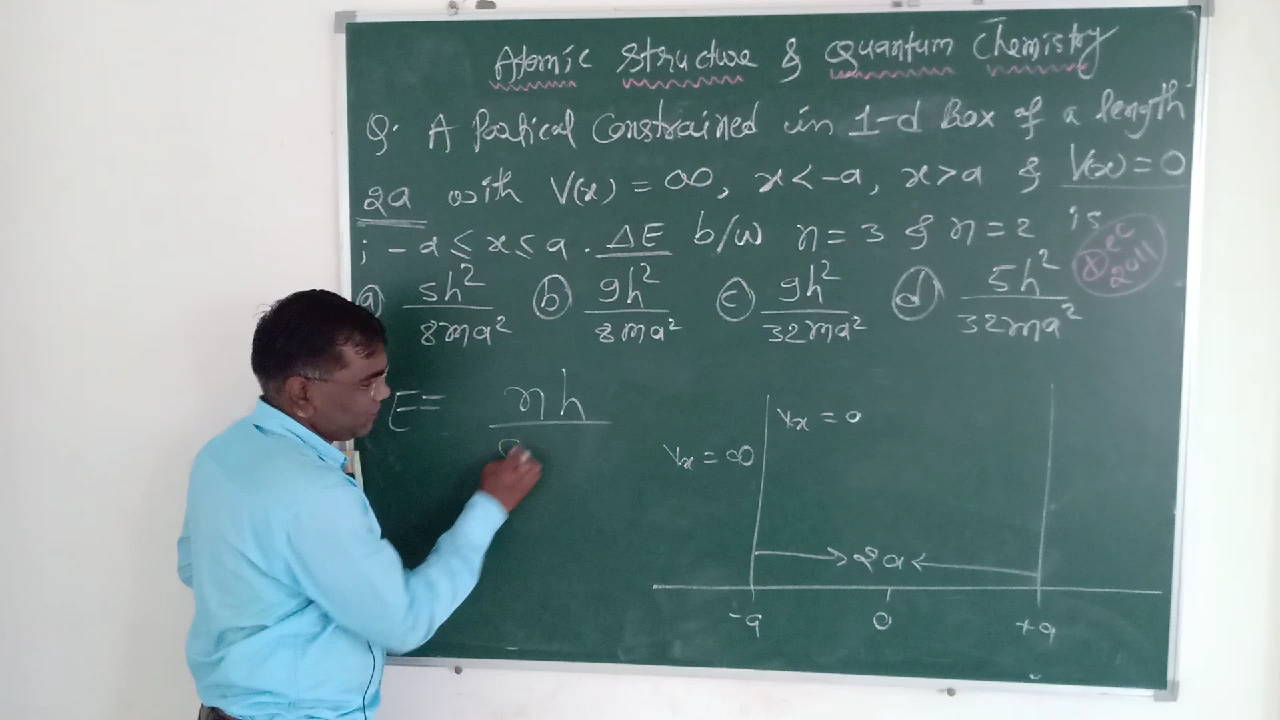 Atomic Structure & Quantum Chemistry
Q. A Partical Constrained in 1-d Box of a length
2a with V(x) = ∞, x < -a, x > a & V(x) = 0
; -a ≤ x ≤ a . ΔE b/w n = 3 & n = 2 is
Dec 2011
(a) 5h²/8ma² (b) 9h²/8ma² (c) 9h²/32ma² (d) 5h²/32ma²
E = nh
Vx = 0
Vx = ∞
2a
-a 0 +a